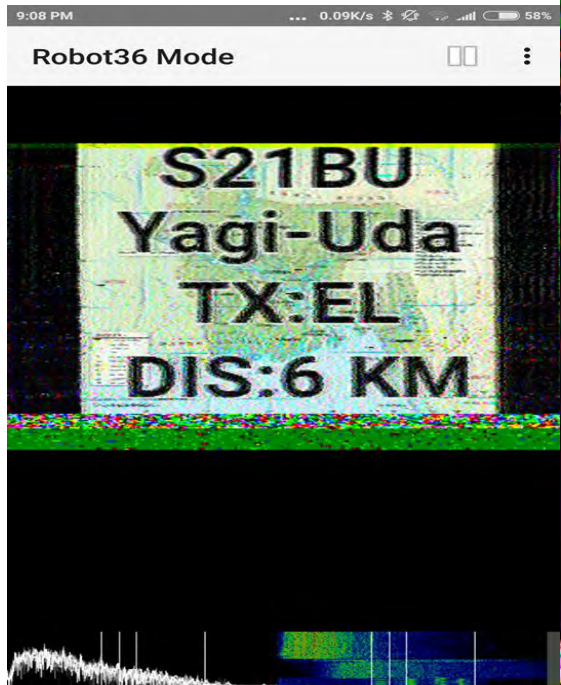 9:08 PM ... 0.09K/s 58%
Robot36 Mode
S21BU
Yagi-Uda
TX:EL
DIS:6 KM